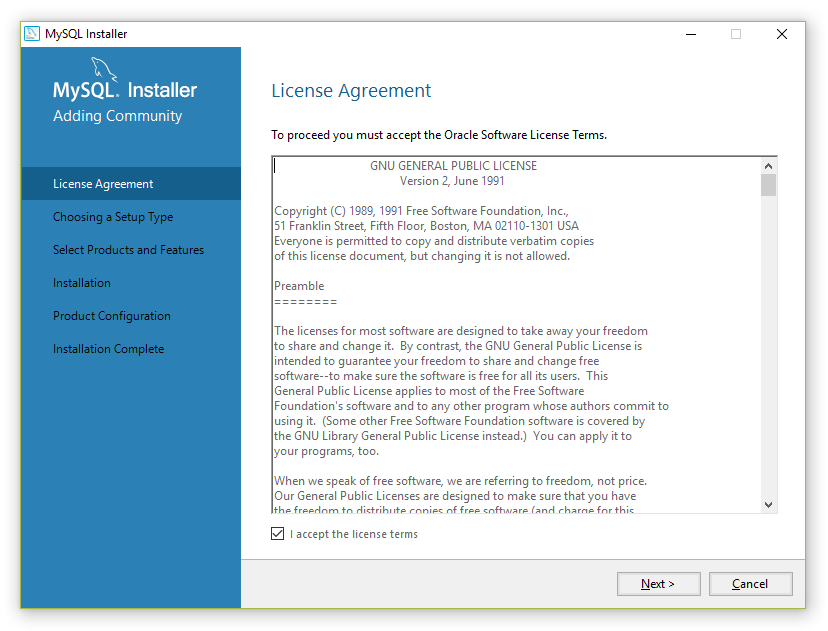 MySQL Installer
MySQL. Installer
Adding Community
License Agreement
Choosing a Setup Type
Select Products and Features
Installation
Product Configuration
Installation Complete
License Agreement
To proceed you must accept the Oracle Software License Terms.
GNU GENERAL PUBLIC LICENSE
Version 2, June 1991
Copyright (C) 1989, 1991 Free Software Foundation, Inc.,
51 Franklin Street, Fifth Floor, Boston, MA 02110-1301 USA
Everyone is permitted to copy and distribute verbatim copies
of this license document, but changing it is not allowed.
Preamble
========
The licenses for most software are designed to take away your freedom
to share and change it.  By contrast, the GNU General Public License is
intended to guarantee your freedom to share and change free
software--to make sure the software is free for all its users.  This
General Public License applies to most of the Free Software
Foundation's software and to any other program whose authors commit to
using it.  (Some other Free Software Foundation software is covered by
the GNU Library General Public License instead.)  You can apply it to
your programs, too.
When we speak of free software, we are referring to freedom, not price.
Our General Public Licenses are designed to make sure that you have
the freedom to distribute copies of free software (and charge for this
I accept the license terms
Next >
Cancel